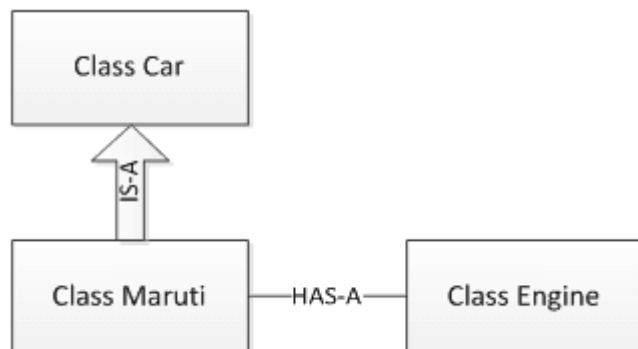 Class Car
IS-A
Class Maruti
HAS-A
Class Engine